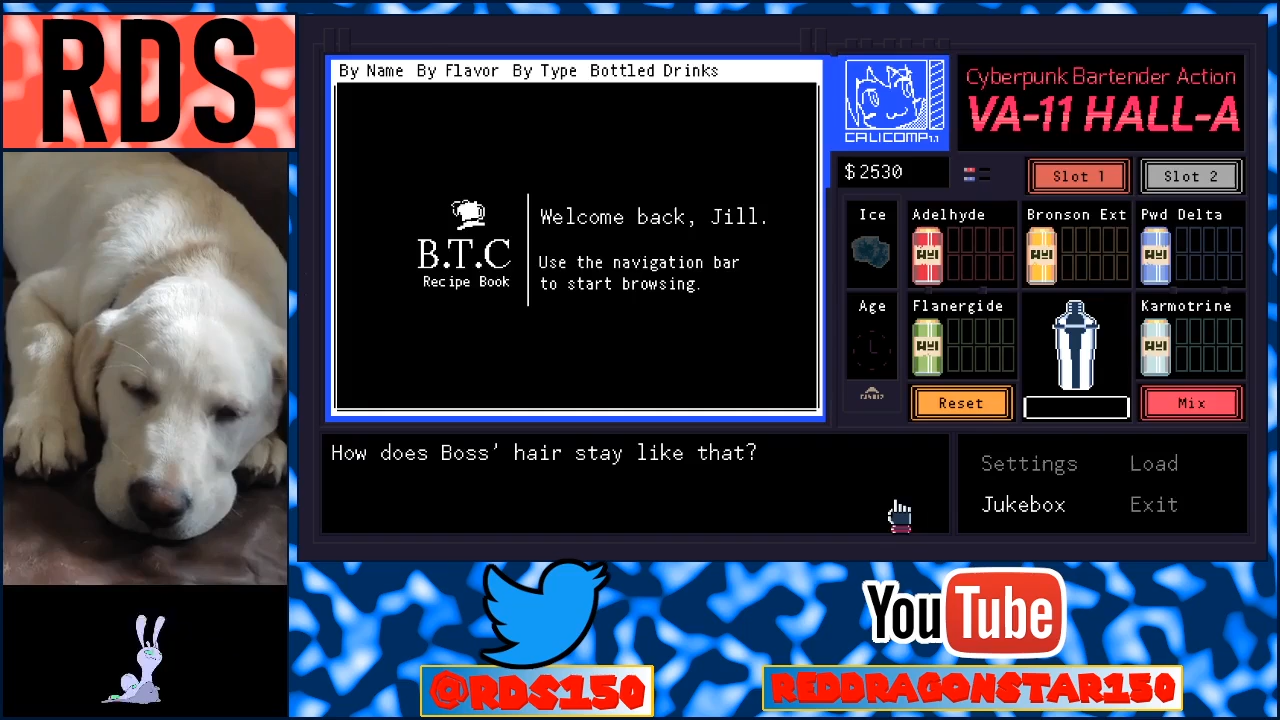 RDS
By Name By Flavor By Type Bottled Drinks
B.T.C
Recipe Book
Welcome back, Jill.
Use the navigation bar
to start browsing.
CALICOMP 1.1
Cyberpunk Bartender Action
VA-11 HALL-A
$2530
Slot 1
Slot 2
Ice
Adelhyde
Bronson Ext
Pwd Delta
Age
Flanergide
Karmotrine
Reset
Mix
How does Boss' hair stay like that?
Settings
Load
Jukebox
Exit
YouTube
@RDS150
REDDRAGONSTAR150